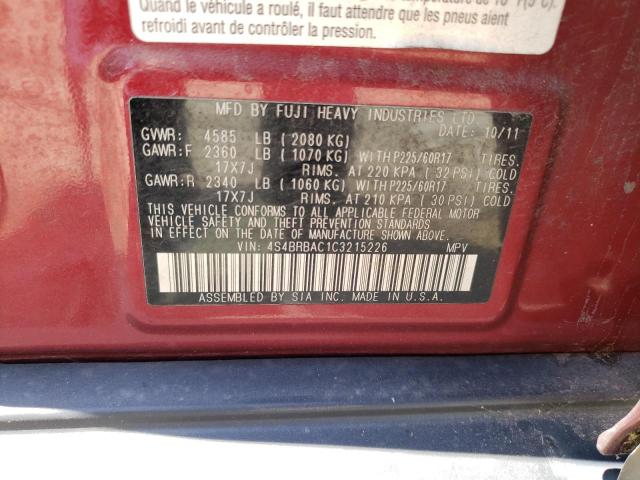 Quand le véhicule a roulé, il faut attendre que les pneus aient
refroidi avant de contrôler la pression.
MFD BY FUJI HEAVY INDUSTRIES LTD.
GVWR: 4585 LB ( 2080 KG) DATE: 10/11
GAWR:F 2360 LB ( 1070 KG) WITH P225/60R17 TIRES.
17X7J RIMS. AT 220 KPA ( 32 PSI) COLD
GAWR:R 2340 LB ( 1060 KG) WITH P225/60R17 TIRES.
17X7J RIMS. AT 210 KPA ( 30 PSI) COLD
THIS VEHICLE CONFORMS TO ALL APPLICABLE FEDERAL MOTOR
VEHICLE SAFETY AND THEFT PREVENTION STANDARDS
IN EFFECT ON THE DATE OF MANUFACTURE SHOWN ABOVE.
VIN: 4S4BRBAC1C3215226 MPV
ASSEMBLED BY SIA INC. MADE IN U.S.A.